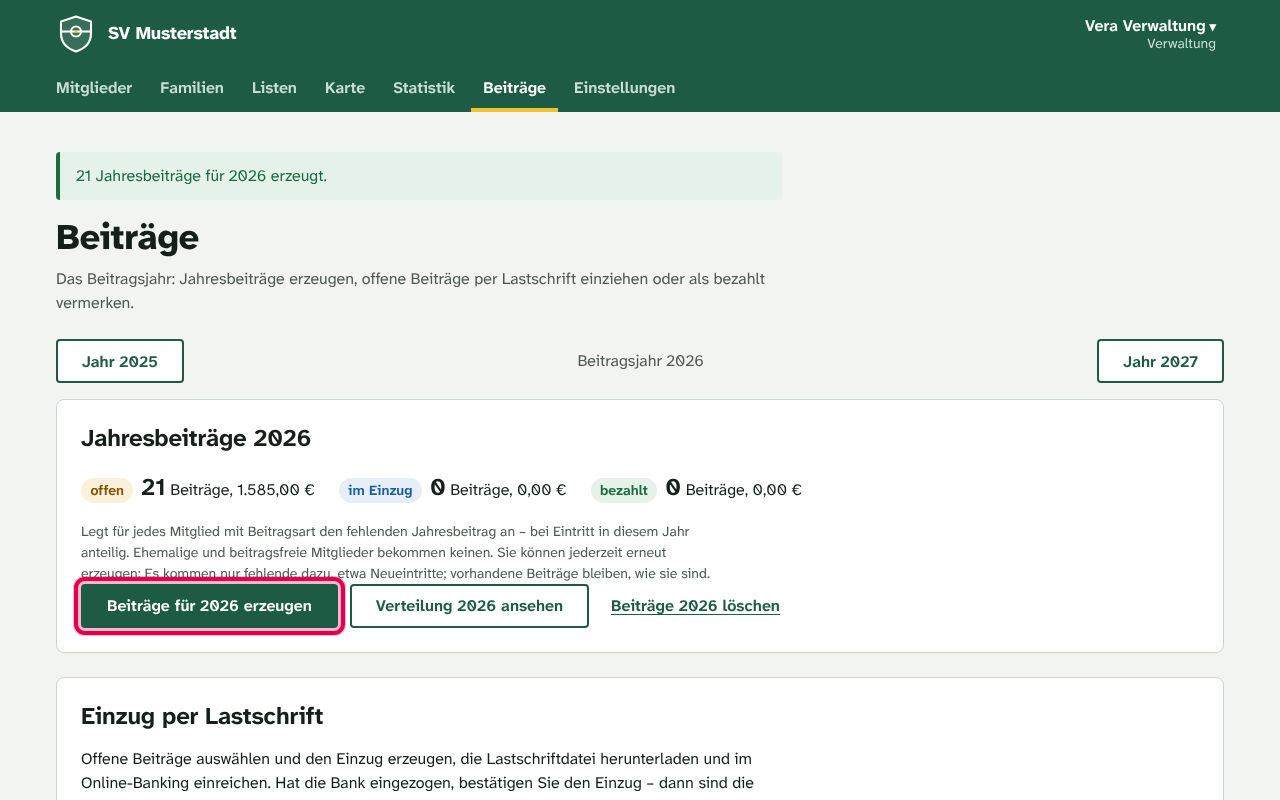 SV Musterstadt
Vera Verwaltung ▾
Verwaltung
Mitglieder Familien Listen Karte Statistik Beiträge Einstellungen
21 Jahresbeiträge für 2026 erzeugt.
Beiträge
Das Beitragsjahr: Jahresbeiträge erzeugen, offene Beiträge per Lastschrift einziehen oder als bezahlt
vermerken.
Jahr 2025 Beitragsjahr 2026 Jahr 2027
Jahresbeiträge 2026
offen 21 Beiträge, 1.585,00 € im Einzug 0 Beiträge, 0,00 € bezahlt 0 Beiträge, 0,00 €
Legt für jedes Mitglied mit Beitragsart den fehlenden Jahresbeitrag an – bei Eintritt in diesem Jahr
anteilig. Ehemalige und beitragsfreie Mitglieder bekommen keinen. Sie können jederzeit erneut
erzeugen: Es kommen nur fehlende dazu, etwa Neueintritte; vorhandene Beiträge bleiben, wie sie sind.
Beiträge für 2026 erzeugen Verteilung 2026 ansehen Beiträge 2026 löschen
Einzug per Lastschrift
Offene Beiträge auswählen und den Einzug erzeugen, die Lastschriftdatei herunterladen und im
Online-Banking einreichen. Hat die Bank eingezogen, bestätigen Sie den Einzug – dann sind die